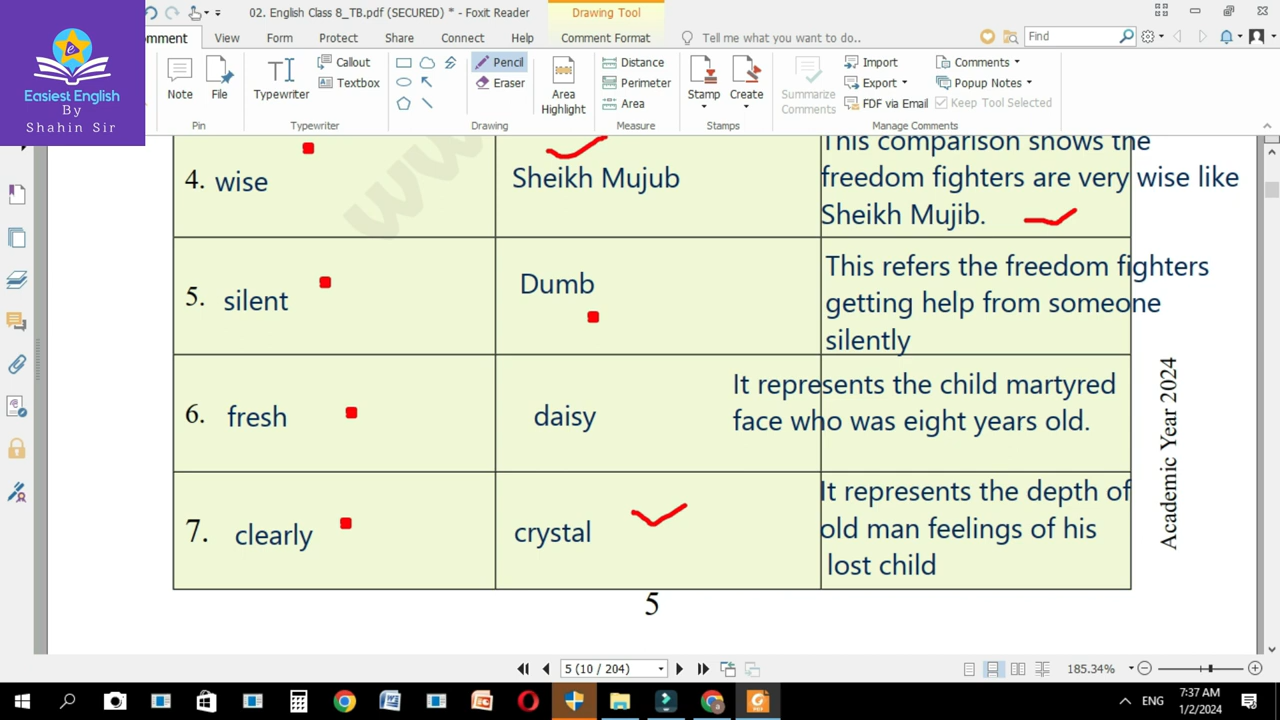 02. English Class 8_TB.pdf (SECURED) * - Foxit Reader
Drawing Tool
Comment View Form Protect Share Connect Help Comment Format Tell me what you want to do.. Find
Note File Typewriter Callout Textbox Pencil Eraser Area Highlight Distance Perimeter Area Stamp Create Summarize Comments Import Export FDF via Email Comments Popup Notes Keep Tool Selected
Pin Typewriter Drawing Measure Stamps Manage Comments
e
Easiest English
By
Shahin Sir
www
4. wise
Sheikh Mujub
This comparison shows the
freedom fighters are very wise like
Sheikh Mujib.
5. silent
Dumb
This refers the freedom fighters
getting help from someone
silently
6. fresh
daisy
It represents the child martyred
face who was eight years old.
7. clearly
crystal
It represents the depth of
old man feelings of his
lost child
Academic Year 2024
5
5 (10 / 204)
185.34%
ENG
7:37 AM
1/2/2024